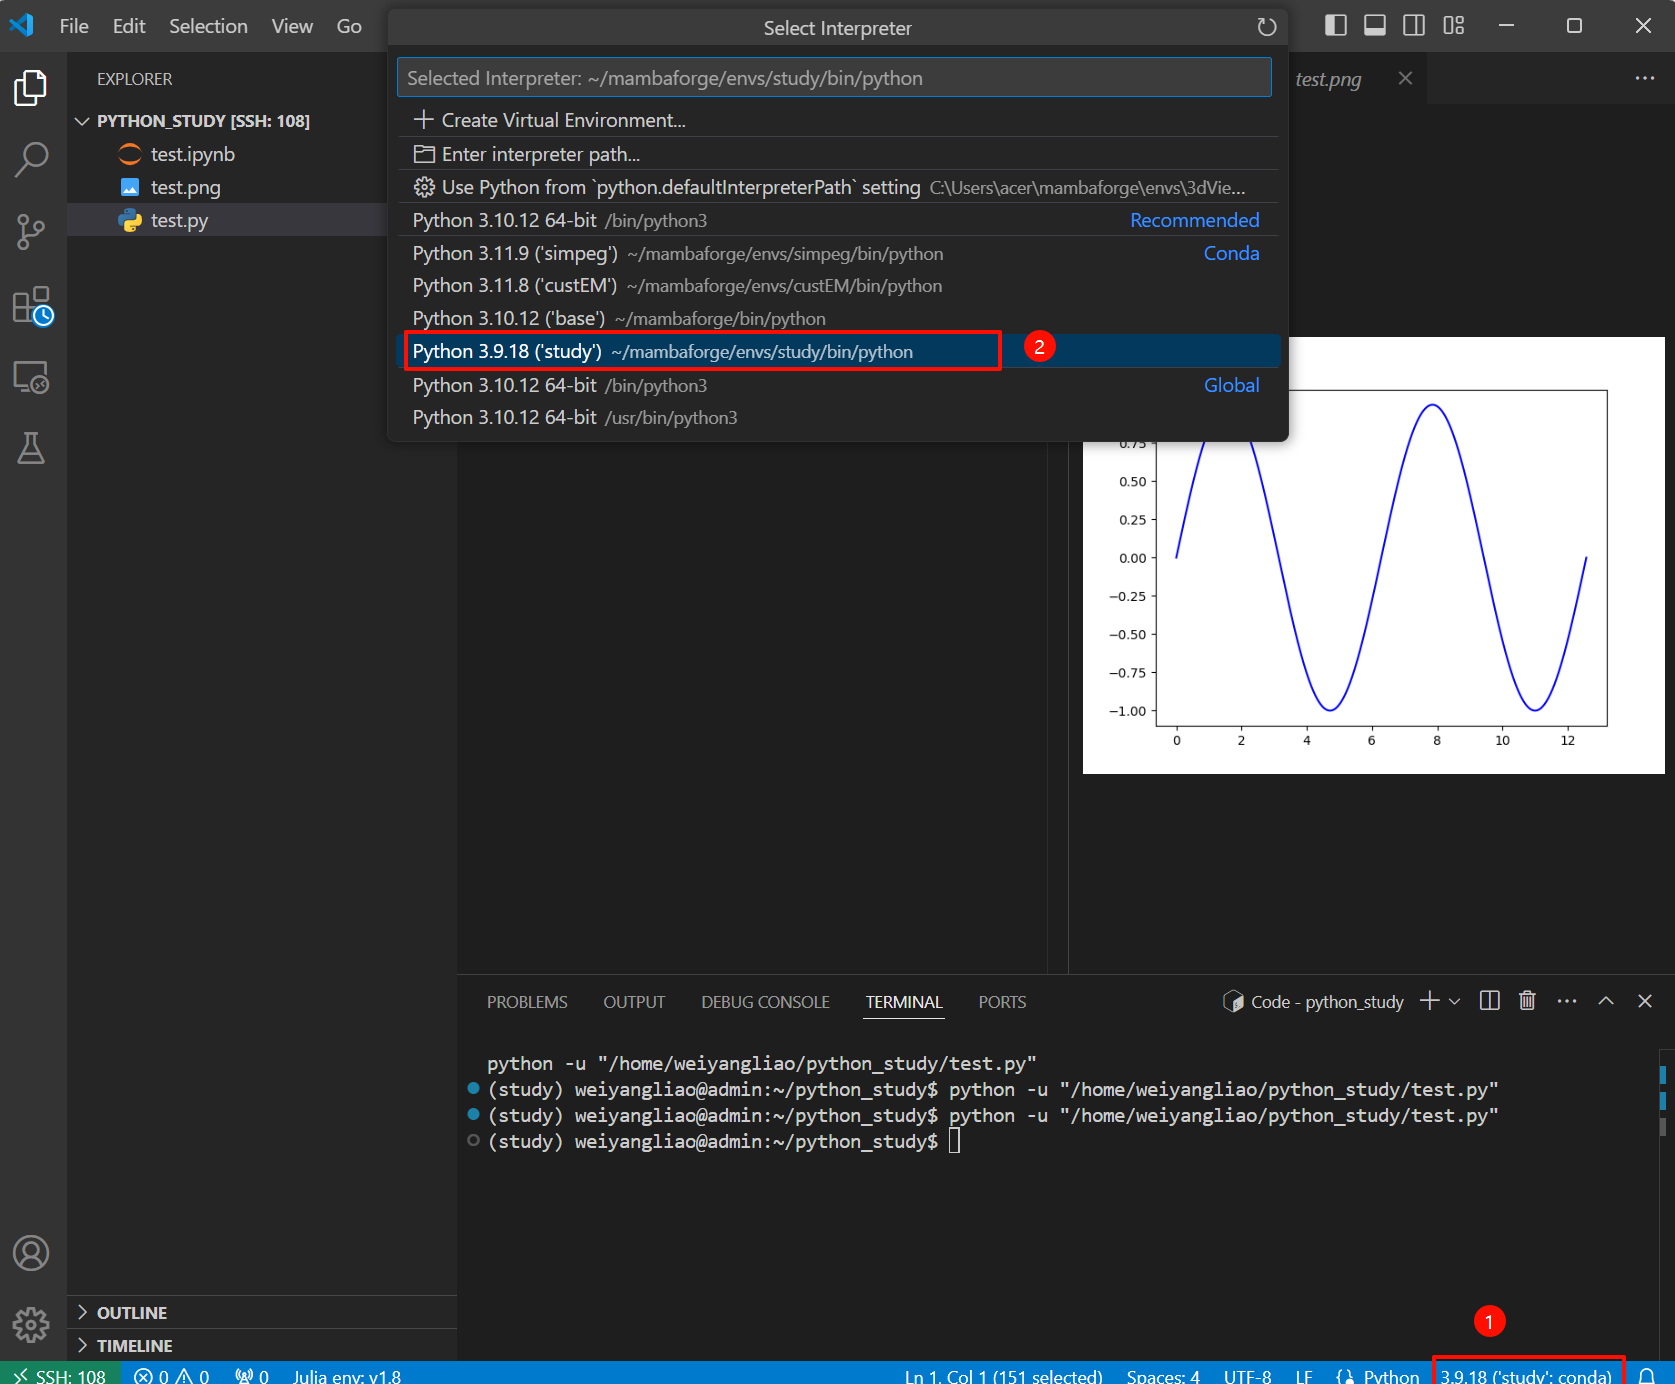 File Edit Selection View Go
Select Interpreter
Selected Interpreter: ~/mambaforge/envs/study/bin/python
test.png
Create Virtual Environment...
Enter interpreter path...
Use Python from `python.defaultInterpreterPath` setting C:\Users\acer\mambaforge\envs\3dVie...
Python 3.10.12 64-bit /bin/python3 Recommended
Python 3.11.9 ('simpeg') ~/mambaforge/envs/simpeg/bin/python Conda
Python 3.11.8 ('custEM') ~/mambaforge/envs/custEM/bin/python
Python 3.10.12 ('base') ~/mambaforge/bin/python
Python 3.9.18 ('study') ~/mambaforge/envs/study/bin/python
2
Python 3.10.12 64-bit /bin/python3 Global
Python 3.10.12 64-bit /usr/bin/python3
EXPLORER
PYTHON_STUDY [SSH: 108]
test.ipynb
test.png
test.py
0.75
0.50
0.25
0.00
−0.25
−0.50
−0.75
−1.00
0 2 4 6 8 10 12
PROBLEMS OUTPUT DEBUG CONSOLE TERMINAL PORTS
Code - python_study
python -u "/home/weiyangliao/python_study/test.py"
(study) weiyangliao@admin:~/python_study$ python -u "/home/weiyangliao/python_study/test.py"
(study) weiyangliao@admin:~/python_study$ python -u "/home/weiyangliao/python_study/test.py"
(study) weiyangliao@admin:~/python_study$
OUTLINE
TIMELINE
1
SSH: 108 0 0 0 Julia env: v1.8 Ln 1, Col 1 (151 selected) Spaces: 4 UTF-8 LF Python 3.9.18 ('study': conda)